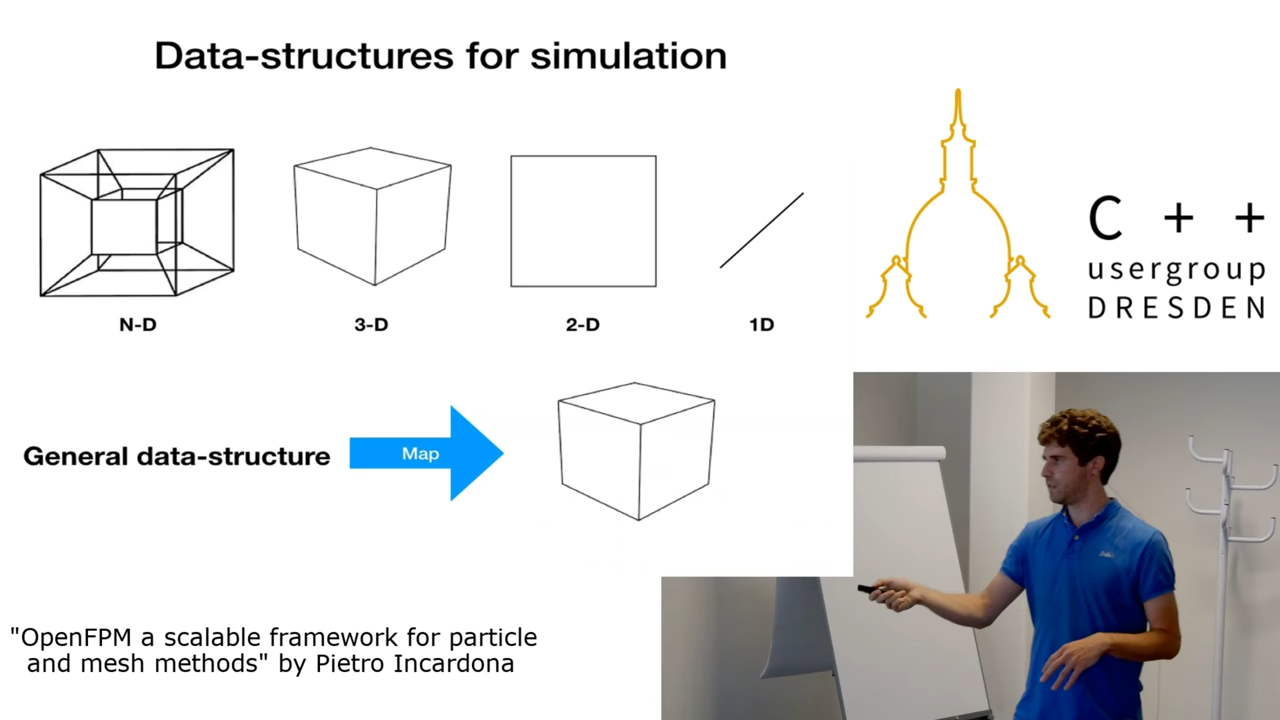 Data-structures for simulation
N-D
3-D
2-D
1D
C + +
usergroup
DRESDEN
General data-structure
Map
"OpenFPM a scalable framework for particle
and mesh methods" by Pietro Incardona